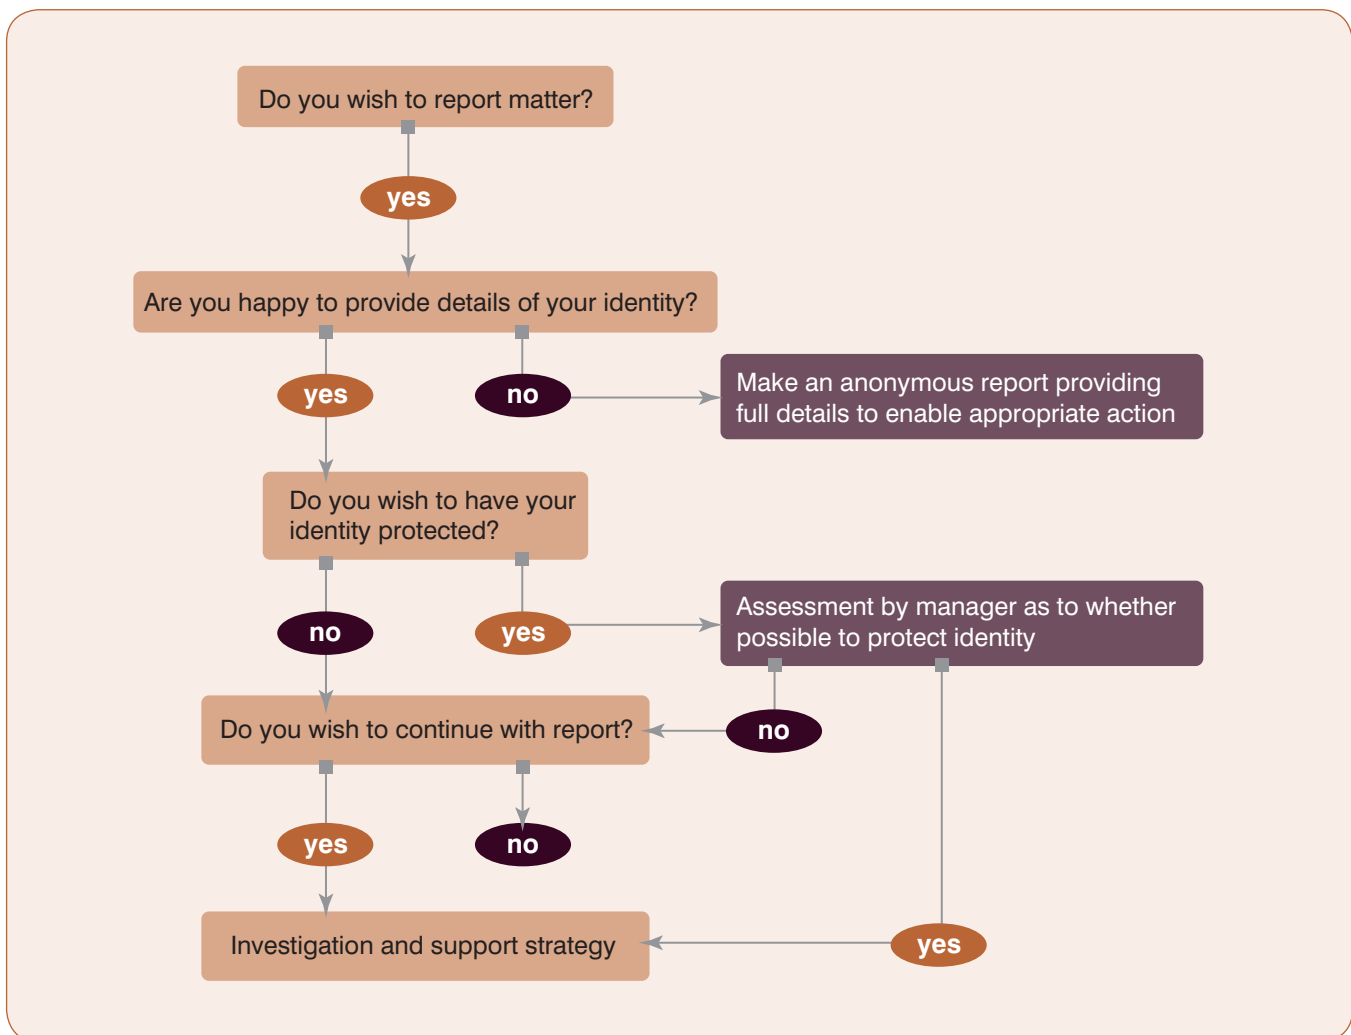 Do you wish to report matter?
yes
Are you happy to provide details of your identity?
yes
no
Make an anonymous report providing
full details to enable appropriate action
Do you wish to have your
identity protected?
no
yes
Assessment by manager as to whether
possible to protect identity
Do you wish to continue with report?
no
yes
no
Investigation and support strategy
yes